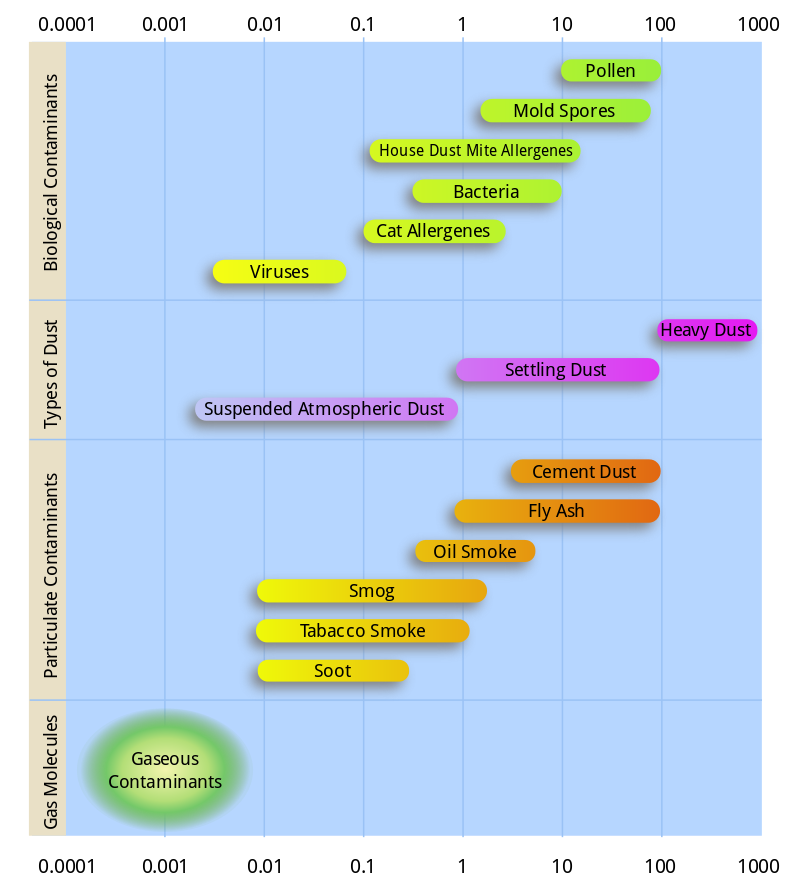 0.0001 0.001 0.01 0.1 1 10 100 1000
Biological Contaminants
Pollen
Mold Spores
House Dust Mite Allergenes
Bacteria
Cat Allergenes
Viruses
Types of Dust
Heavy Dust
Settling Dust
Suspended Atmospheric Dust
Particulate Contaminants
Cement Dust
Fly Ash
Oil Smoke
Smog
Tabacco Smoke
Soot
Gas Molecules
Gaseous
Contaminants
0.0001 0.001 0.01 0.1 1 10 100 1000